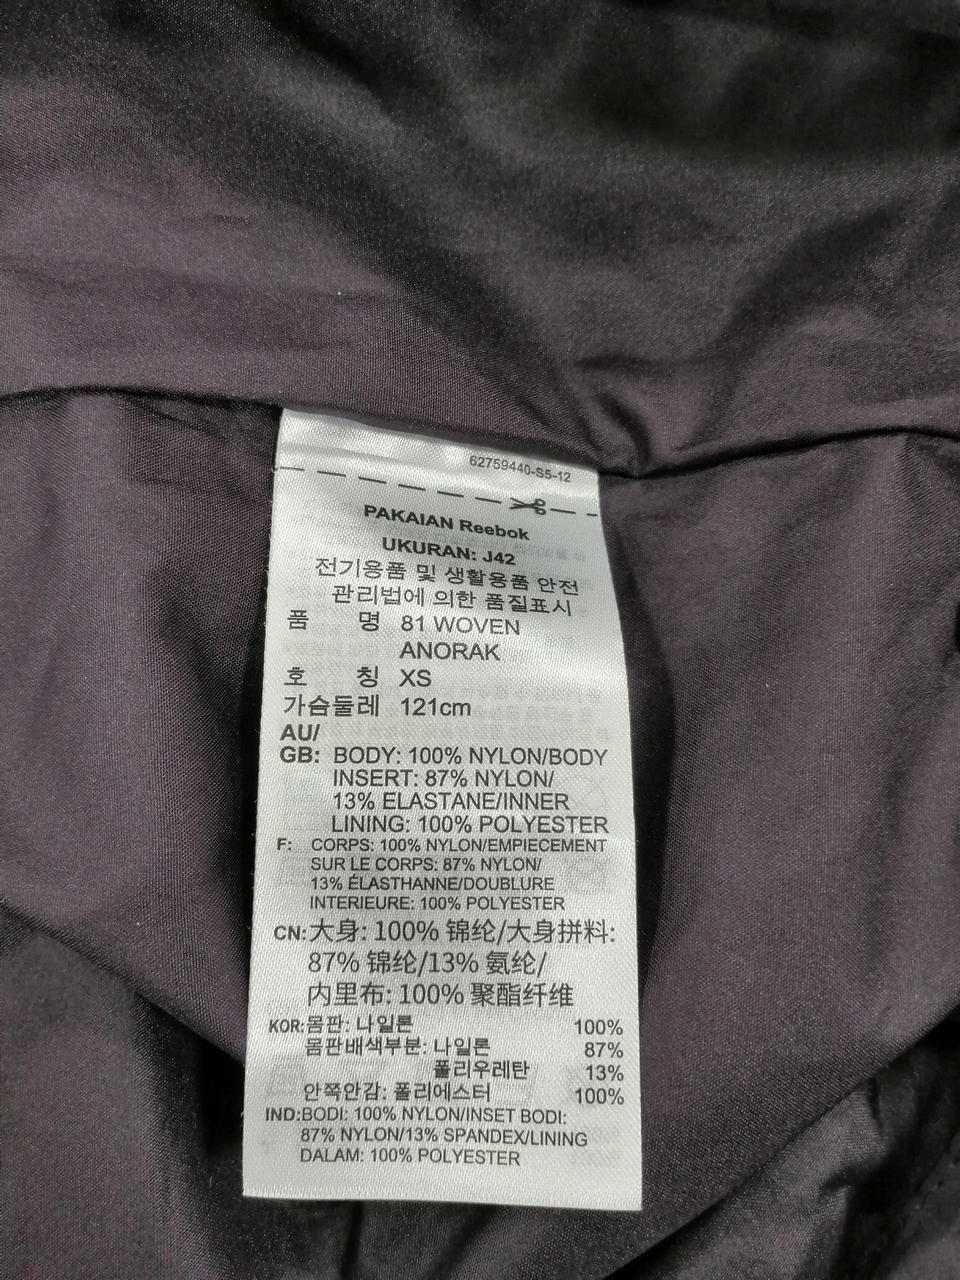 62759440-S5-12
PAKAIAN Reebok
UKURAN: J42
전기용품 및 생활용품 안전
관리법에 의한 품질표시
품 명 81 WOVEN
ANORAK
호 칭 XS
가슴둘레 121cm
AU/
GB: BODY: 100% NYLON/BODY
INSERT: 87% NYLON/
13% ELASTANE/INNER
LINING: 100% POLYESTER
F: CORPS: 100% NYLON/EMPIECEMENT
SUR LE CORPS: 87% NYLON/
13% ÉLASTHANNE/DOUBLURE
INTERIEURE: 100% POLYESTER
CN:大身: 100% 锦纶/大身拼料:
87% 锦纶/13% 氨纶/
内里布: 100% 聚酯纤维
KOR:몸판: 나일론 100%
몸판배색부분: 나일론 87%
폴리우레탄 13%
안쪽안감: 폴리에스터 100%
IND:BODI: 100% NYLON/INSET BODI:
87% NYLON/13% SPANDEX/LINING
DALAM: 100% POLYESTER